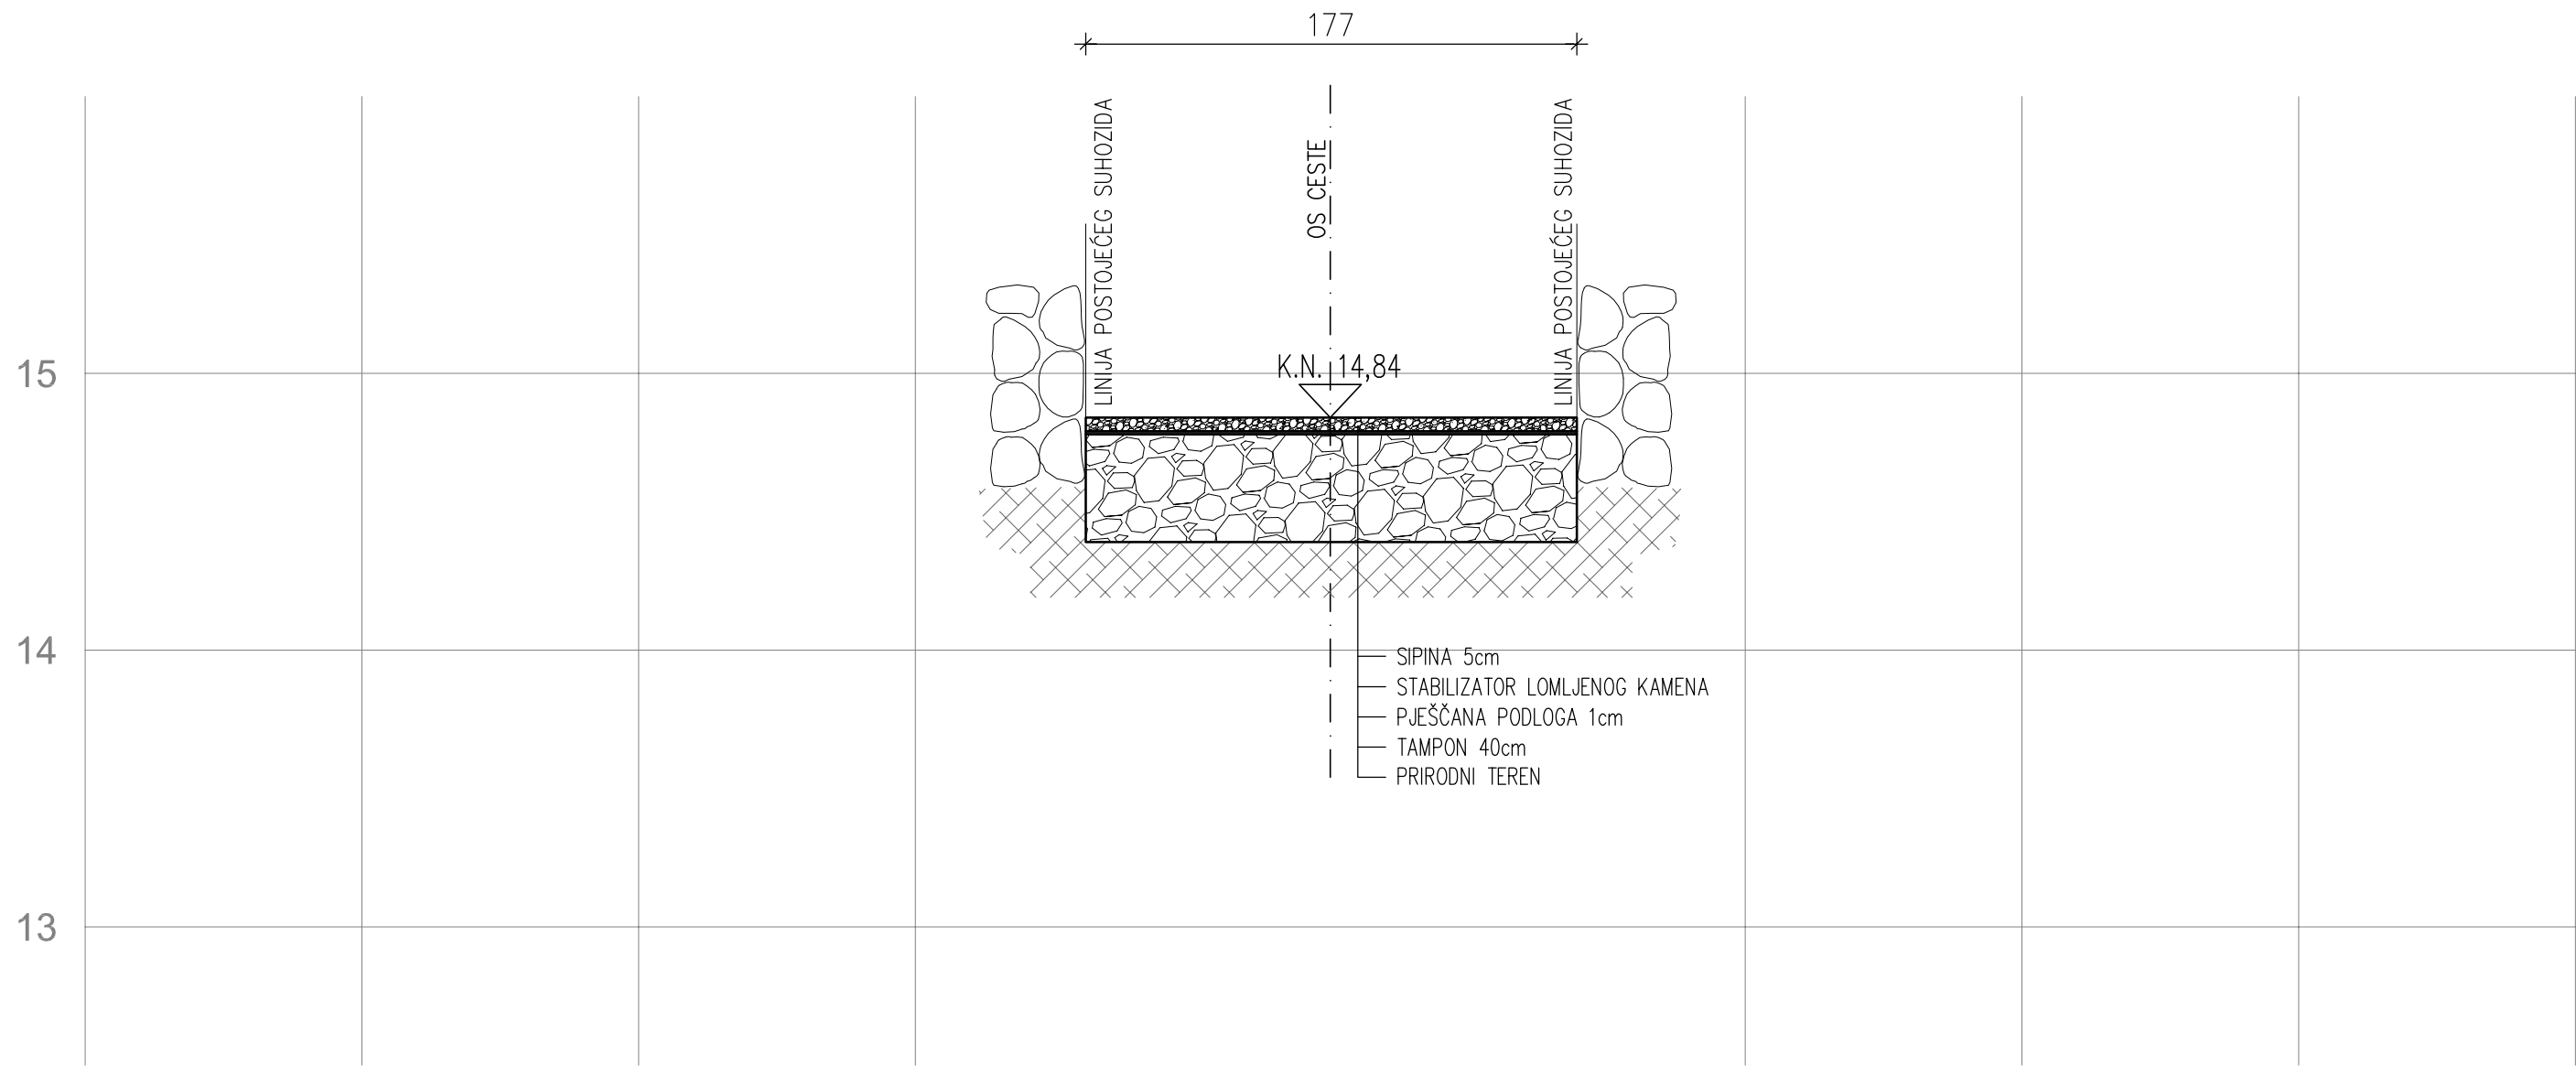 177
LINIJA POSTOJEĆEG SUHOZIDA
OS CESTE
LINIJA POSTOJEĆEG SUHOZIDA
K.N. 14,84
15
14
SIPINA 5cm
STABILIZATOR LOMLJENOG KAMENA
PJEŠČANA PODLOGA 1cm
TAMPON 40cm
PRIRODNI TEREN
13